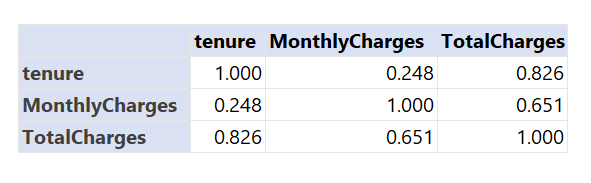 tenure MonthlyCharges TotalCharges
tenure 1.000 0.248 0.826
MonthlyCharges 0.248 1.000 0.651
TotalCharges 0.826 0.651 1.000